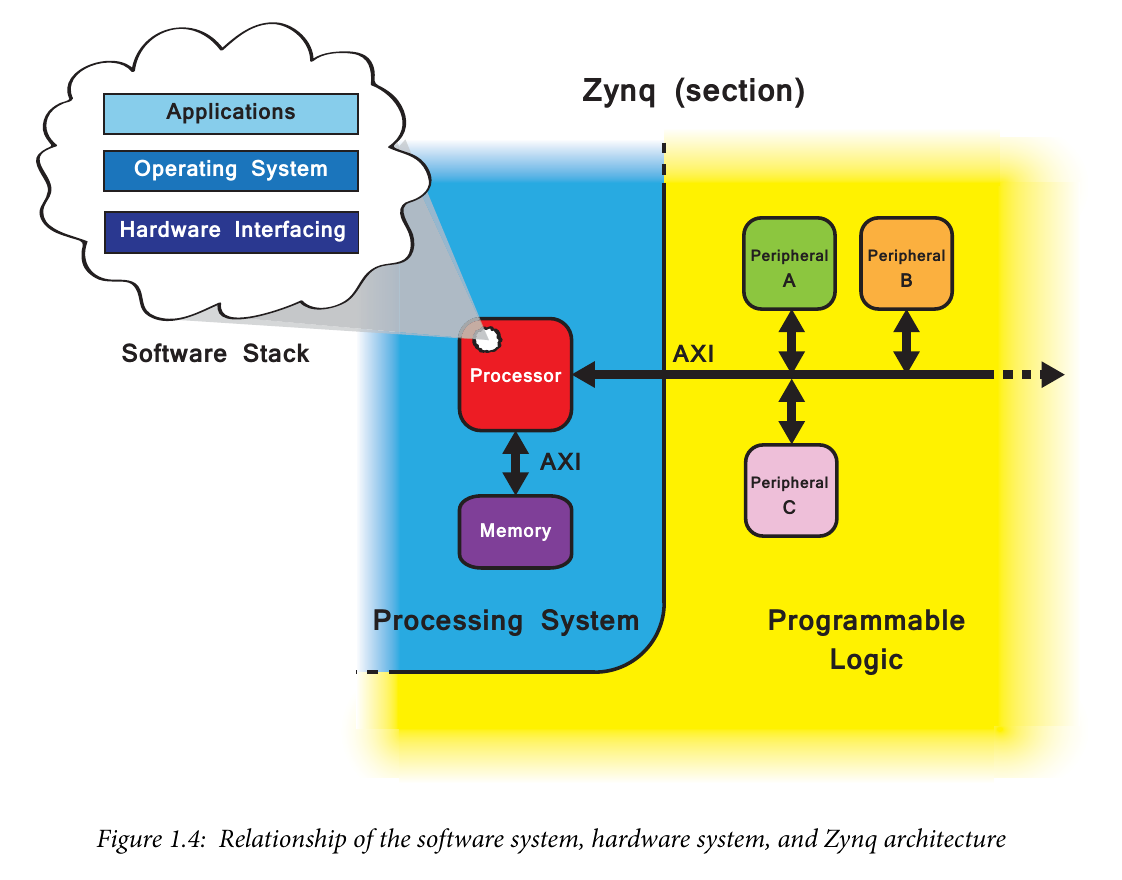 Zynq (section)
Applications
Operating System
Hardware Interfacing
Software Stack
Peripheral
A
Peripheral
B
AXI
Processor
AXI
Peripheral
C
Memory
Processing System
Programmable
Logic
Figure 1.4: Relationship of the software system, hardware system, and Zynq architecture